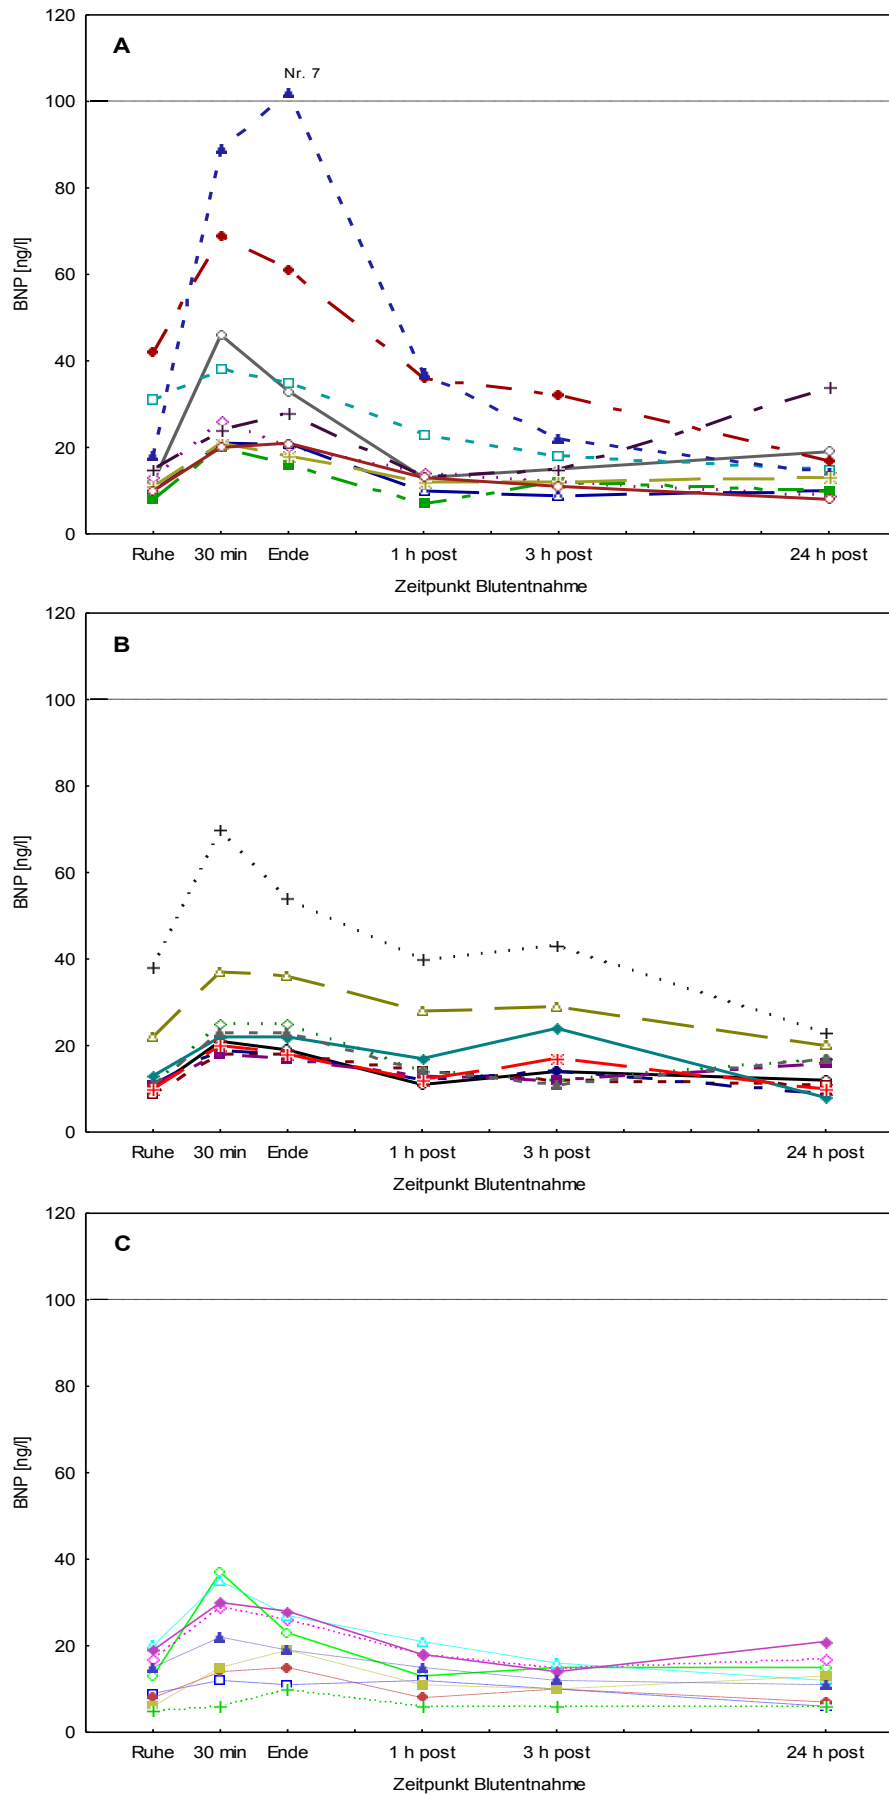 120
A
Nr. 7
100
80
60
40
20
0
BNP [ng/l]
Ruhe 30 min Ende 1 h post 3 h post 24 h post
Zeitpunkt Blutentnahme
120
B
100
80
60
40
20
0
BNP [ng/l]
Ruhe 30 min Ende 1 h post 3 h post 24 h post
Zeitpunkt Blutentnahme
120
C
100
80
60
40
20
0
BNP [ng/l]
Ruhe 30 min Ende 1 h post 3 h post 24 h post
Zeitpunkt Blutentnahme